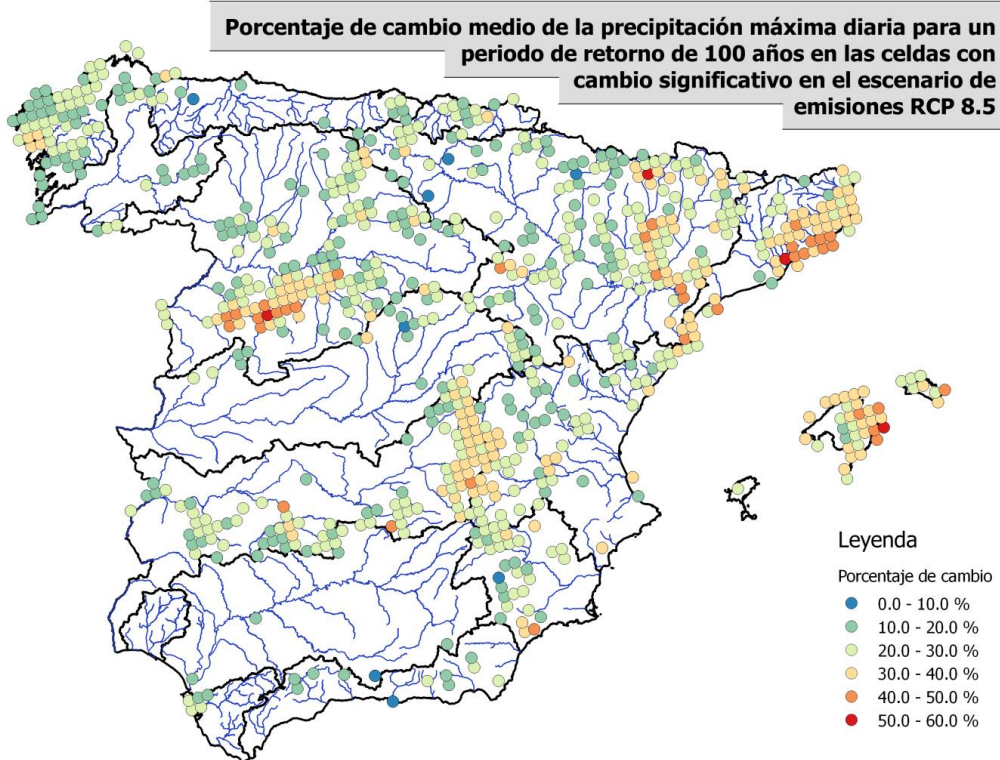 Porcentaje de cambio medio de la precipitación máxima diaria para un
periodo de retorno de 100 años en las celdas con
cambio significativo en el escenario de
emisiones RCP 8.5
Leyenda
Porcentaje de cambio
0.0 - 10.0 %
10.0 - 20.0 %
20.0 - 30.0 %
30.0 - 40.0 %
40.0 - 50.0 %
50.0 - 60.0 %